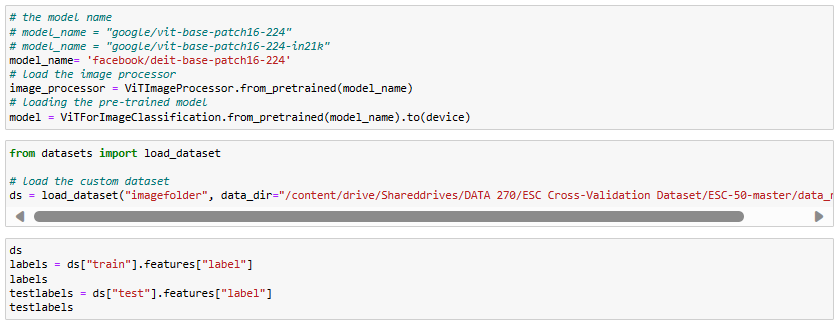 # the model name
# model_name = "google/vit-base-patch16-224"
# model_name = "google/vit-base-patch16-224-in21k"
model_name= 'facebook/deit-base-patch16-224'
# load the image processor
image_processor = ViTImageProcessor.from_pretrained(model_name)
# loading the pre-trained model
model = ViTForImageClassification.from_pretrained(model_name).to(device)
from datasets import load_dataset
# load the custom dataset
ds = load_dataset("imagefolder", data_dir="/content/drive/Shareddrives/DATA 270/ESC Cross-Validation Dataset/ESC-50-master/data_
ds
labels = ds["train"].features["label"]
labels
testlabels = ds["test"].features["label"]
testlabels